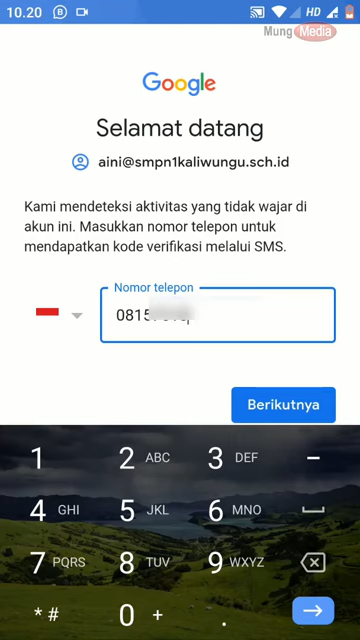 10.20 B HD
Mung Media
Google
Selamat datang
aini@smpn1kaliwungu.sch.id
Kami mendeteksi aktivitas yang tidak wajar di
akun ini. Masukkan nomor telepon untuk
mendapatkan kode verifikasi melalui SMS.
Nomor telepon
0815
Berikutnya
1 2 ABC 3 DEF –
4 GHI 5 JKL 6 MNO
7 PQRS 8 TUV 9 WXYZ
* # 0 + .